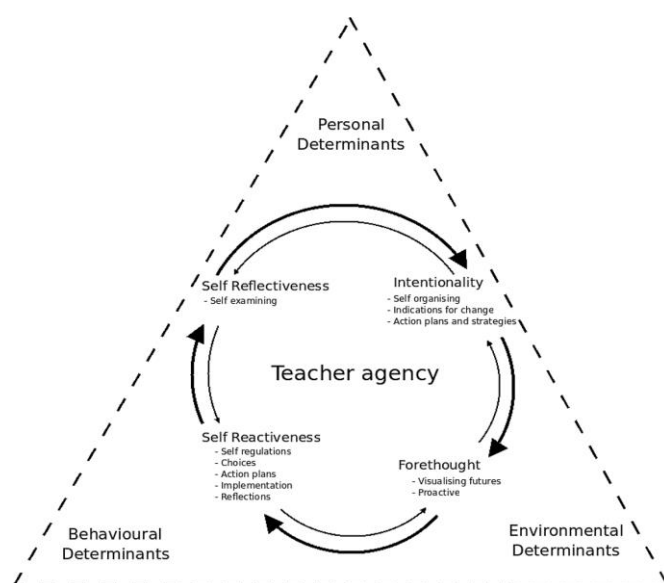 Personal
Determinants
Self Reflectiveness
- Self examining
Intentionality
- Self organising
- Indications for change
- Action plans and strategies
Teacher agency
Self Reactiveness
- Self regulations
- Choices
- Action plans
- Implementation
- Reflections
Forethought
- Visualising futures
- Proactive
Behavioural
Determinants
Environmental
Determinants